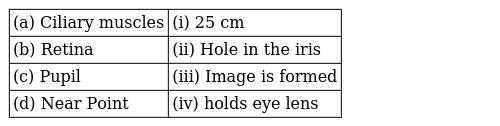 (a) Ciliary muscles (i) 25 cm
(b) Retina (ii) Hole in the iris
(c) Pupil (iii) Image is formed
(d) Near Point (iv) holds eye lens